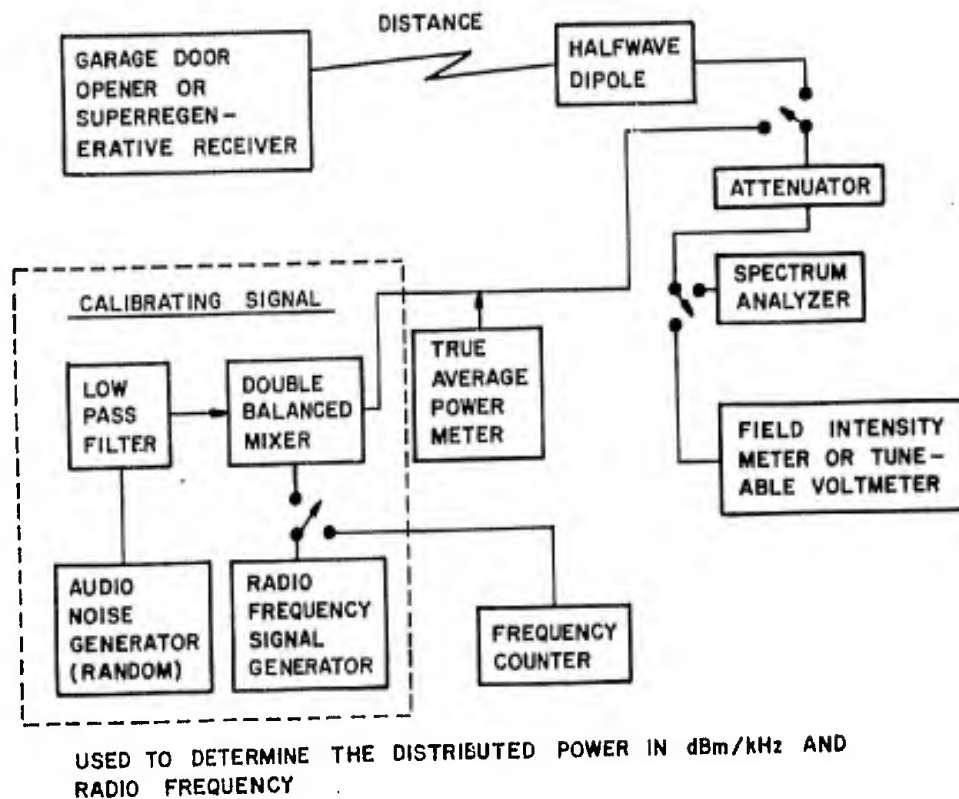 DISTANCE
GARAGE DOOR
OPENER OR
SUPERREGEN-
ERATIVE RECEIVER
HALFWAVE
DIPOLE
ATTENUATOR
SPECTRUM
ANALYZER
CALIBRATING SIGNAL
LOW
PASS
FILTER
DOUBLE
BALANCED
MIXER
TRUE
AVERAGE
POWER
METER
FIELD INTENSITY
METER OR TUNE-
ABLE VOLTMETER
AUDIO
NOISE
GENERATOR
(RANDOM)
RADIO
FREQUENCY
SIGNAL
GENERATOR
FREQUENCY
COUNTER
USED TO DETERMINE THE DISTRIBUTED POWER IN dBm/kHz AND
RADIO FREQUENCY